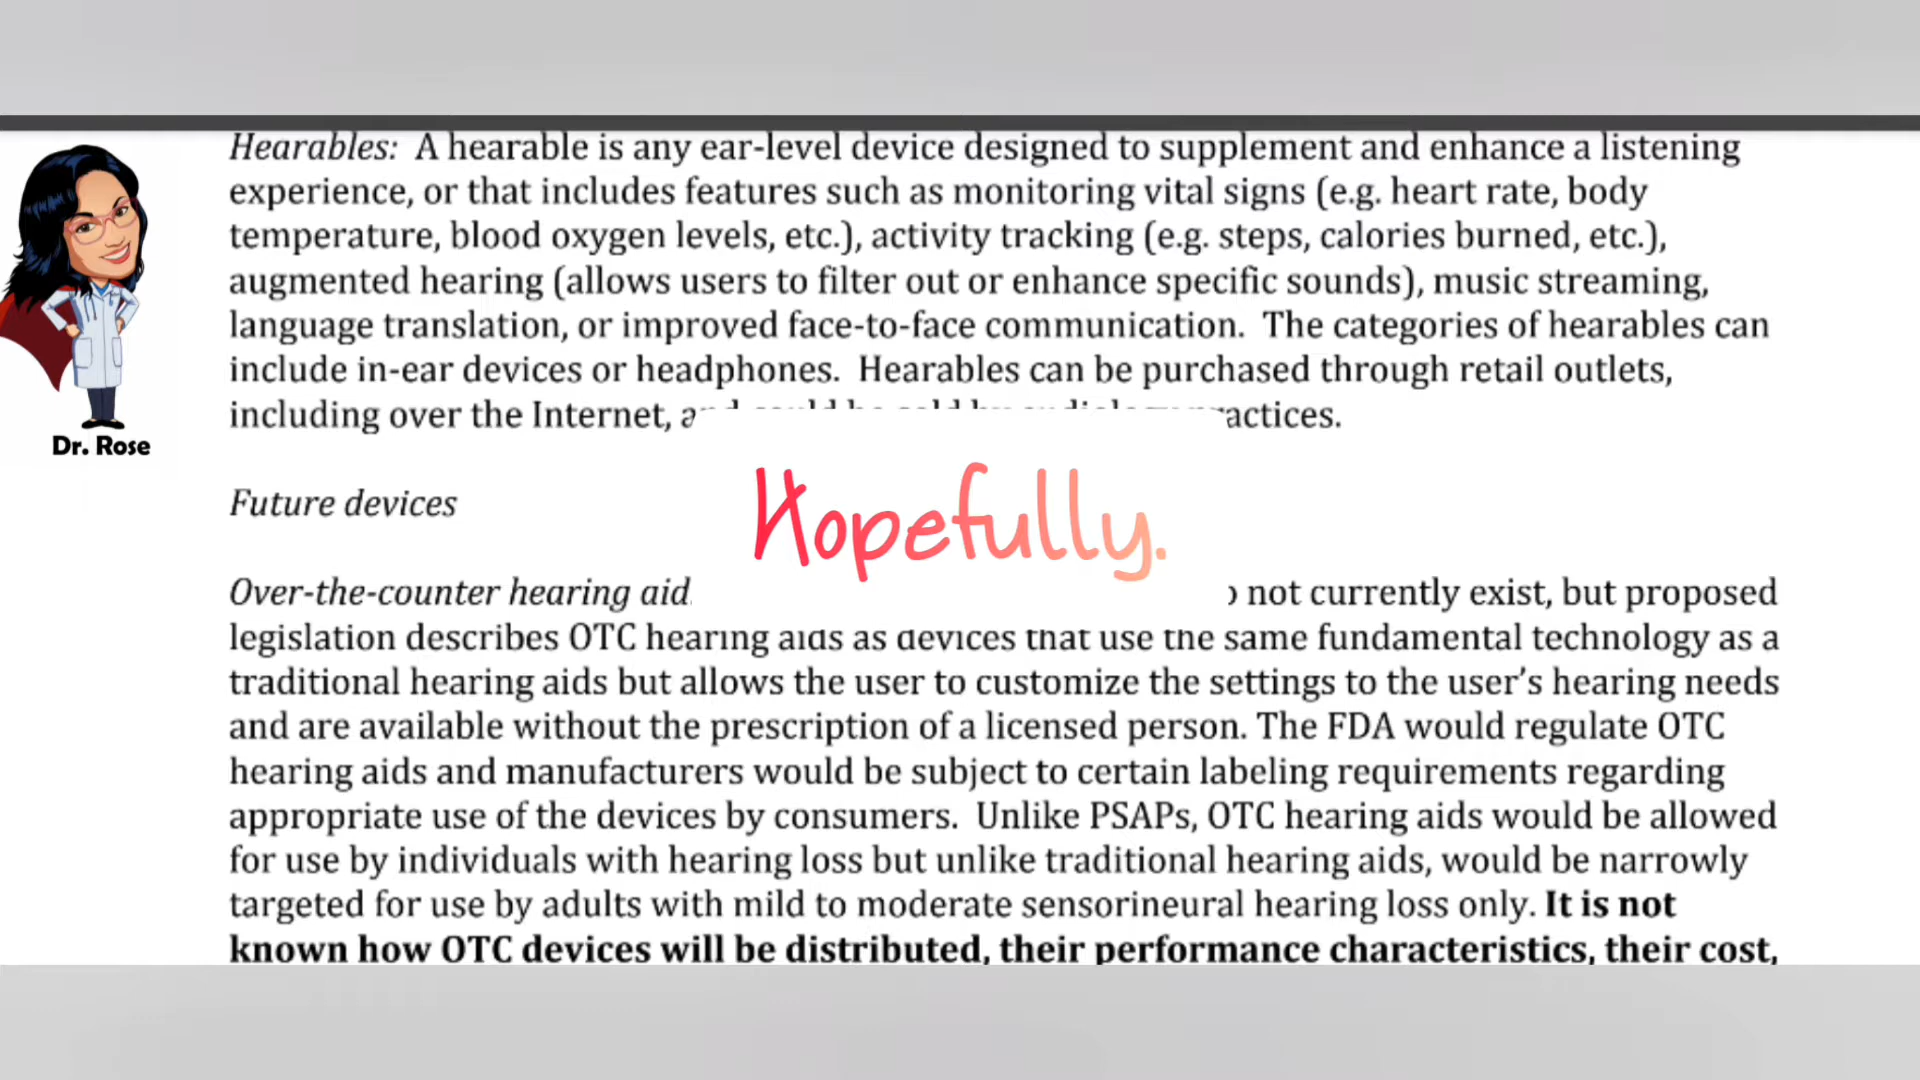 Hearables: A hearable is any ear-level device designed to supplement and enhance a listening
experience, or that includes features such as monitoring vital signs (e.g. heart rate, body
temperature, blood oxygen levels, etc.), activity tracking (e.g. steps, calories burned, etc.),
augmented hearing (allows users to filter out or enhance specific sounds), music streaming,
language translation, or improved face-to-face communication. The categories of hearables can
include in-ear devices or headphones. Hearables can be purchased through retail outlets,
including over the Internet,
Dr. Rose
Hopefully.
Future devices
Over-the-counter hearing aid not currently exist, but proposed
legislation describes OTC hearing aids as devices that use the same fundamental technology as a
traditional hearing aids but allows the user to customize the settings to the user’s hearing needs
and are available without the prescription of a licensed person. The FDA would regulate OTC
hearing aids and manufacturers would be subject to certain labeling requirements regarding
appropriate use of the devices by consumers. Unlike PSAPs, OTC hearing aids would be allowed
for use by individuals with hearing loss but unlike traditional hearing aids, would be narrowly
targeted for use by adults with mild to moderate sensorineural hearing loss only. It is not
known how OTC devices will be distributed, their performance characteristics, their cost,